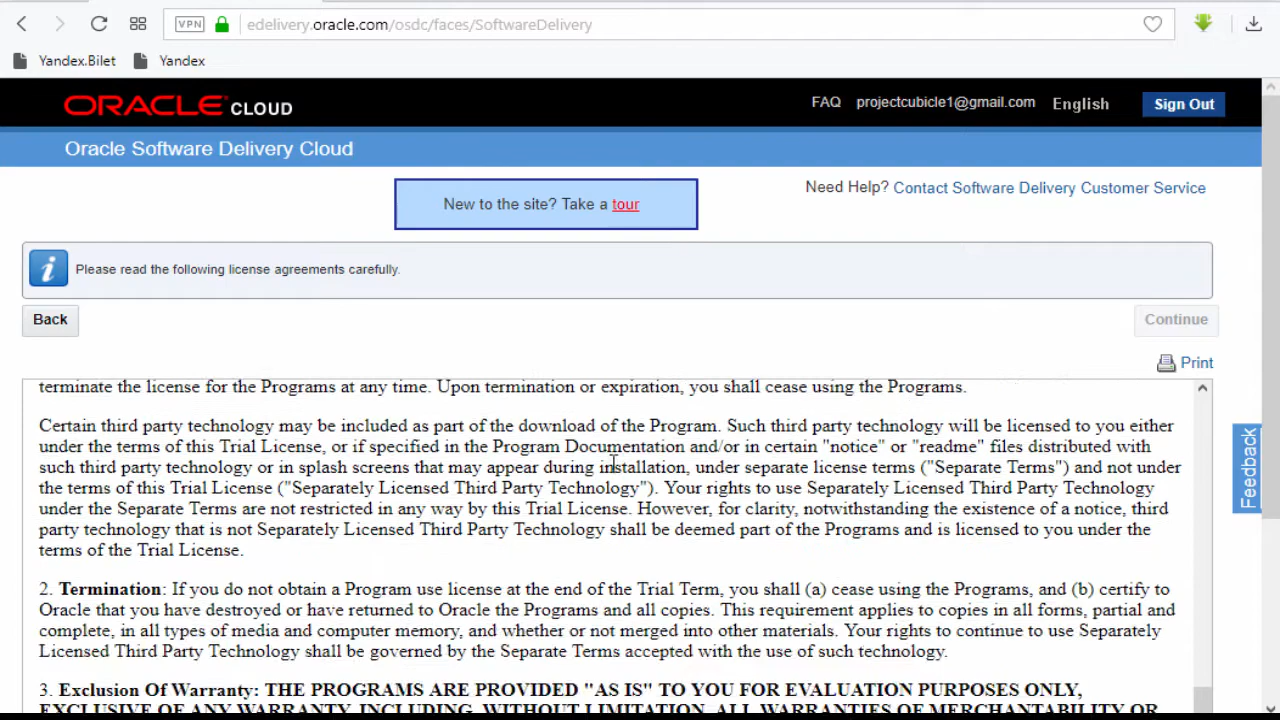 VPN edelivery.oracle.com/osdc/faces/SoftwareDelivery
Yandex.Bilet Yandex
ORACLE CLOUD FAQ projectcubicle1@gmail.com English Sign Out
Oracle Software Delivery Cloud
New to the site? Take a tour Need Help? Contact Software Delivery Customer Service
Please read the following license agreements carefully.
Back Continue
Print
terminate the license for the Programs at any time. Upon termination or expiration, you shall cease using the Programs.
Certain third party technology may be included as part of the download of the Program. Such third party technology will be licensed to you either
under the terms of this Trial License, or if specified in the Program Documentation and/or in certain "notice" or "readme" files distributed with
such third party technology or in splash screens that may appear during installation, under separate license terms ("Separate Terms") and not under
the terms of this Trial License ("Separately Licensed Third Party Technology"). Your rights to use Separately Licensed Third Party Technology
under the Separate Terms are not restricted in any way by this Trial License. However, for clarity, notwithstanding the existence of a notice, third
party technology that is not Separately Licensed Third Party Technology shall be deemed part of the Programs and is licensed to you under the
terms of the Trial License.
Feedback
2. Termination: If you do not obtain a Program use license at the end of the Trial Term, you shall (a) cease using the Programs, and (b) certify to
Oracle that you have destroyed or have returned to Oracle the Programs and all copies. This requirement applies to copies in all forms, partial and
complete, in all types of media and computer memory, and whether or not merged into other materials. Your rights to continue to use Separately
Licensed Third Party Technology shall be governed by the Separate Terms accepted with the use of such technology.
3. Exclusion Of Warranty: THE PROGRAMS ARE PROVIDED "AS IS" TO YOU FOR EVALUATION PURPOSES ONLY,
EXCLUSIVE OF ANY WARRANTY, INCLUDING, WITHOUT LIMITATION, ALL WARRANTIES OF MERCHANTABILITY OR